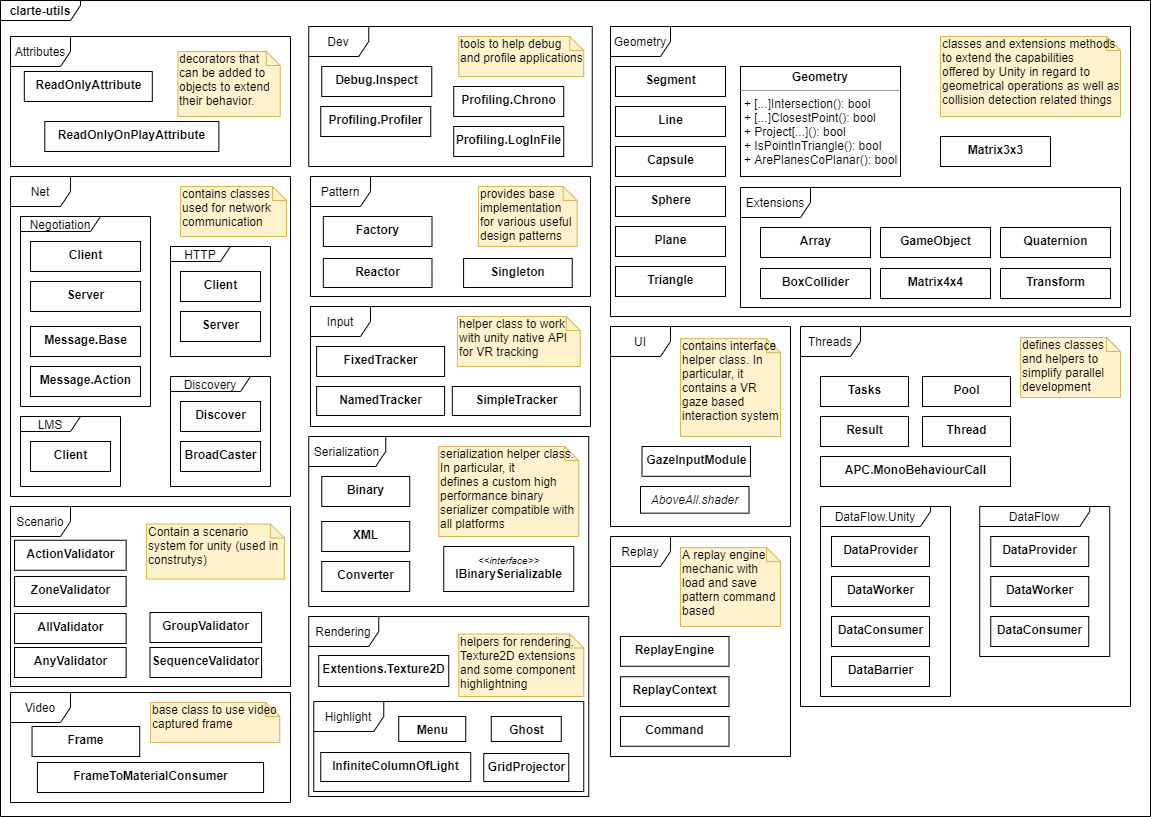 clarte-utils
Attributes
decorators that
can be added to
objects to extend
their behavior.
ReadOnlyAttribute
ReadOnlyOnPlayAttribute
Net
contains classes
used for network
communication
Negotiation
Client
Server
Message.Base
Message.Action
HTTP
Client
Server
Discovery
Discover
BroadCaster
LMS
Client
Scenario
Contain a scenario
system for unity (used in
construtys)
ActionValidator
ZoneValidator
AllValidator
AnyValidator
GroupValidator
SequenceValidator
Video
base class to use video
captured frame
Frame
FrameToMaterialConsumer
Dev
tools to help debug
and profile applications
Debug.Inspect
Profiling.Profiler
Profiling.Chrono
Profiling.LogInFile
Pattern
provides base
implementation
for various useful
design patterns
Factory
Reactor
Singleton
Input
helper class to work
with unity native API
for VR tracking
FixedTracker
NamedTracker
SimpleTracker
Serialization
serialization helper class.
In particular, it
defines a custom high
performance binary
serializer compatible with
all platforms
Binary
XML
Converter
<<interface>>
IBinarySerializable
Rendering
helpers for rendering.
Texture2D extensions
and some component
highlightning
Extentions.Texture2D
Highlight
Menu
Ghost
InfiniteColumnOfLight
GridProjector
Geometry
classes and extensions methods
to extend the capabilities
offered by Unity in regard to
geometrical operations as well as
collision detection related things
Segment
Line
Capsule
Sphere
Plane
Triangle
Geometry
+ [...]Intersection(): bool
+ [...]ClosestPoint(): bool
+ Project[...](): bool
+ IsPointInTriangle(): bool
+ ArePlanesCoPlanar(): bool
Matrix3x3
Extensions
Array
GameObject
Quaternion
BoxCollider
Matrix4x4
Transform
UI
contains interface
helper class. In
particular, it
contains a VR
gaze based
interaction system
GazeInputModule
AboveAll.shader
Replay
A replay engine
mechanic with
load and save
pattern command
based
ReplayEngine
ReplayContext
Command
Threads
defines classes
and helpers to
simplify parallel
development
Tasks
Pool
Result
Thread
APC.MonoBehaviourCall
DataFlow.Unity
DataProvider
DataWorker
DataConsumer
DataBarrier
DataFlow
DataProvider
DataWorker
DataConsumer